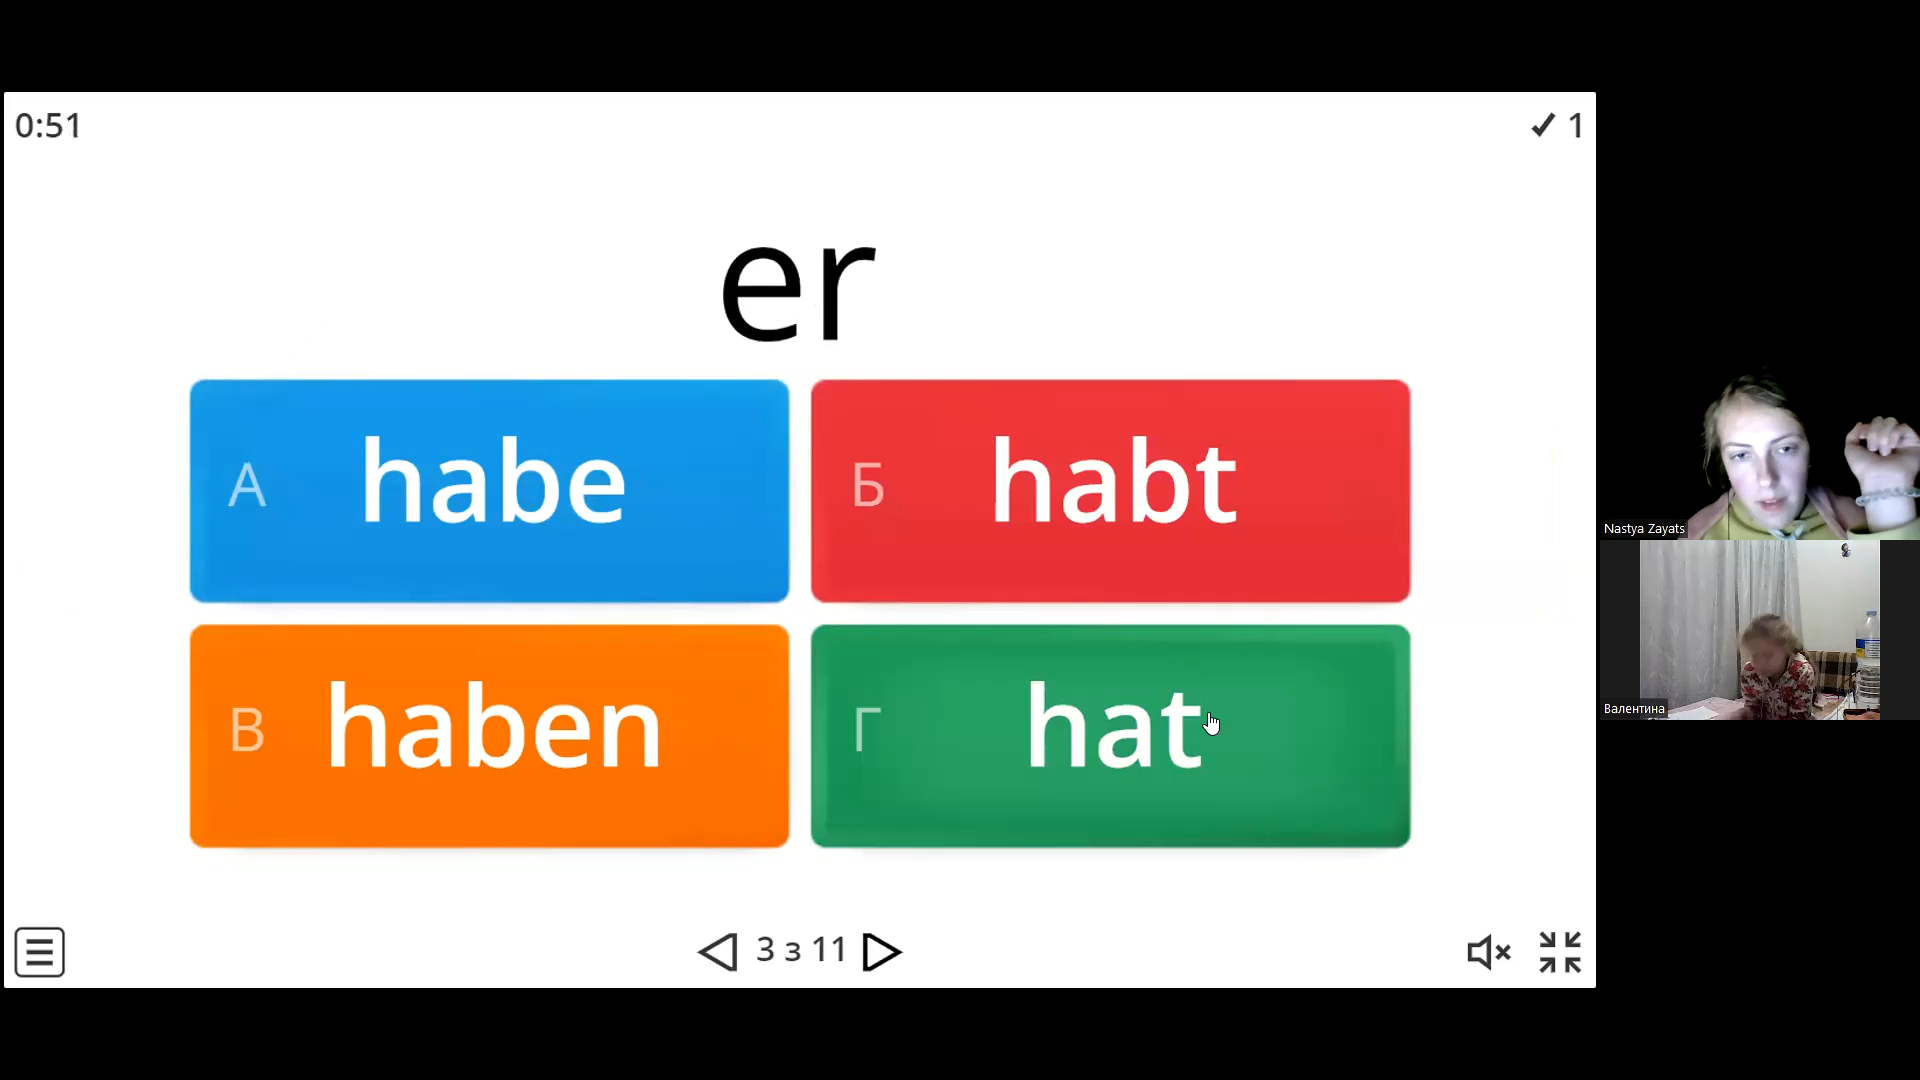 0:51
✓ 1
er
А habe
Б habt
В haben
Г hat
3 з 11
Nastya Zayats
Валентина